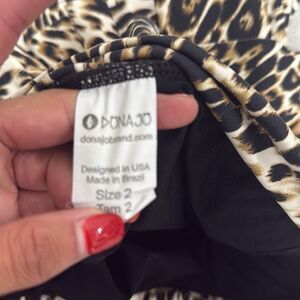 DONAJO
donajobrand.com
Designed in USA
Made in Brazil
Size 2
Tam 2